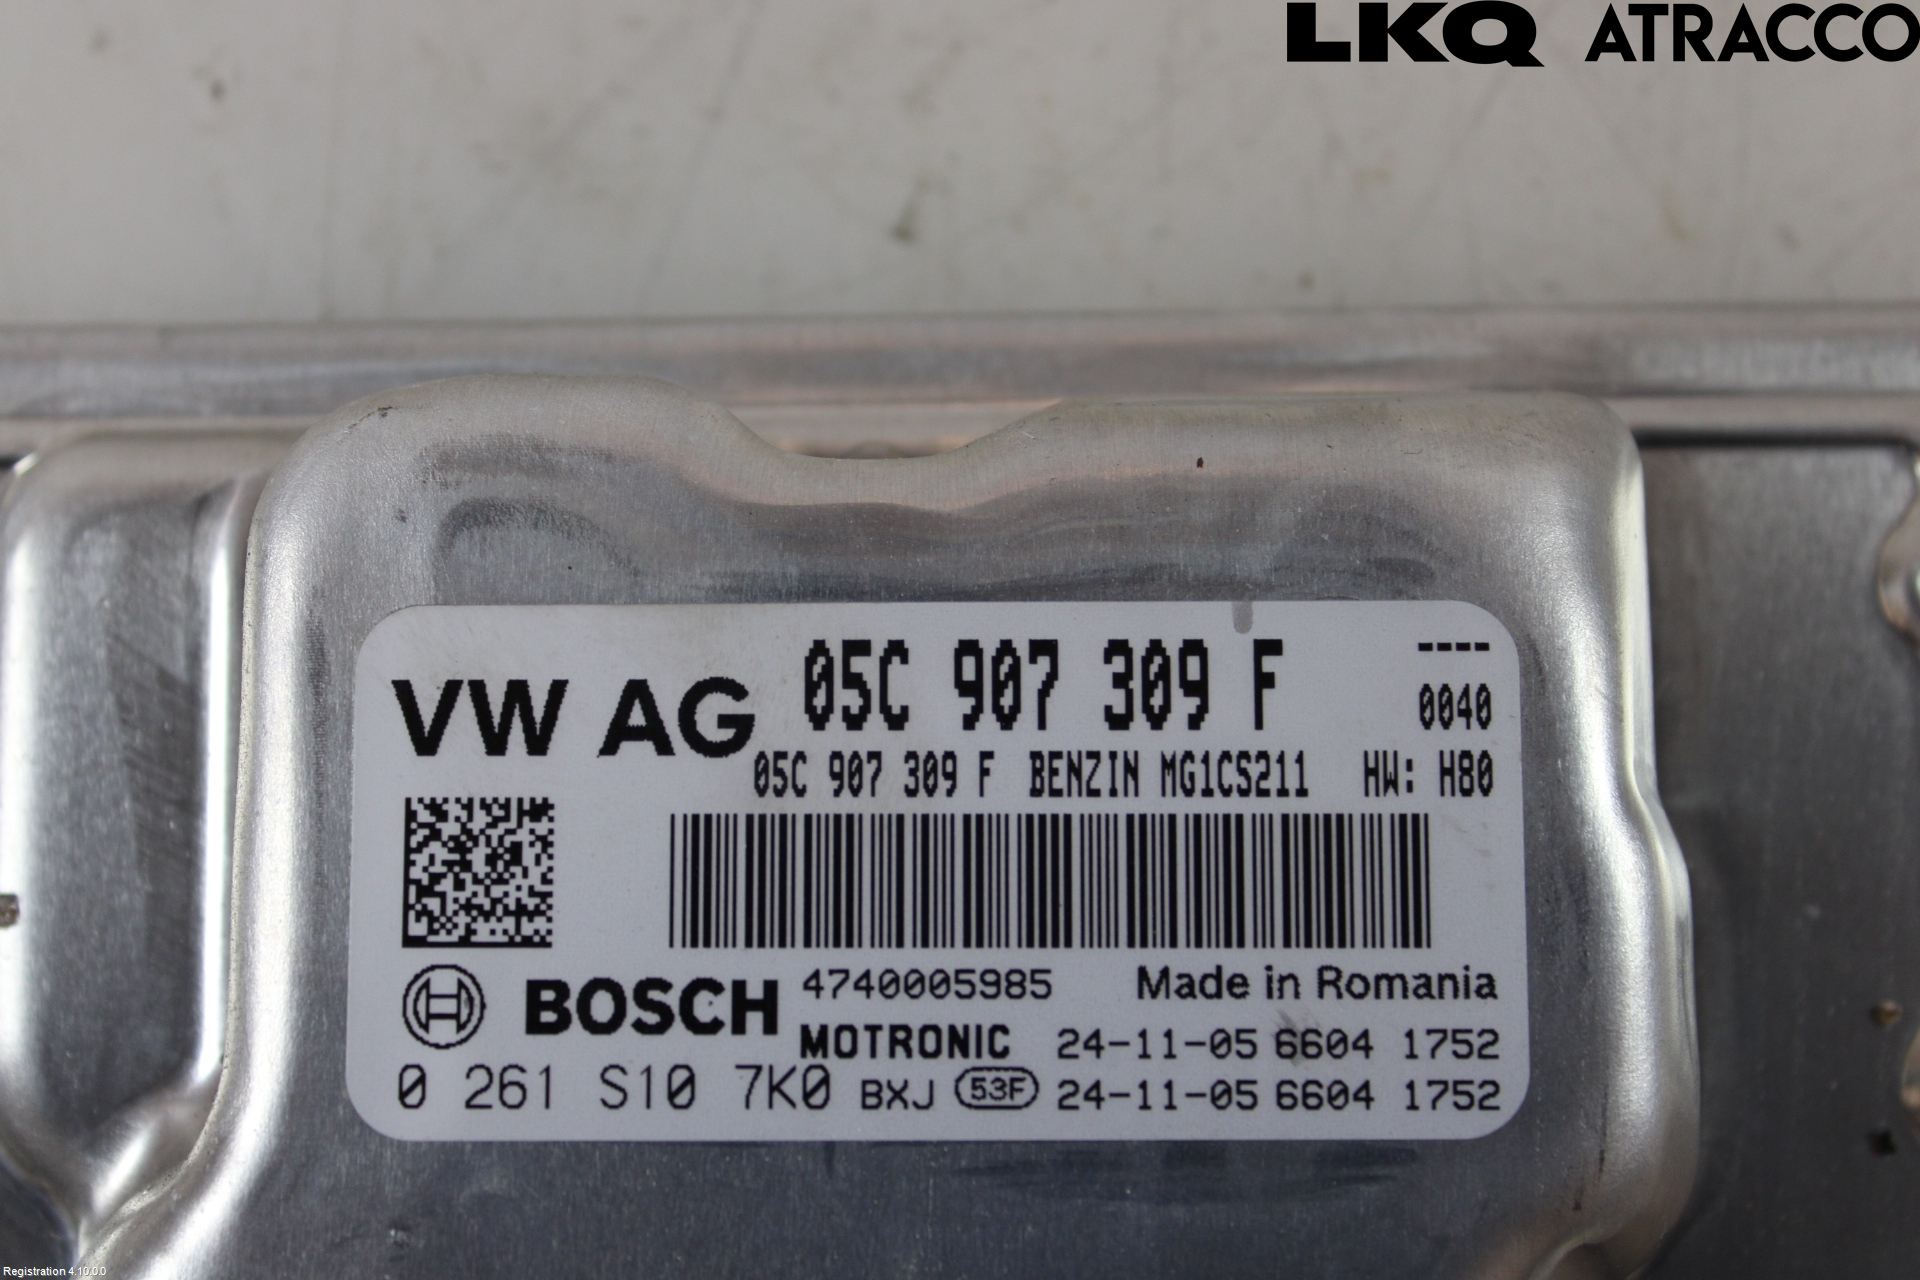 LKQ ATRACCO
VW AG 05C 907 309 F ----
0040
05C 907 309 F BENZIN MG1CS211 HW: H80
BOSCH 4740005985 Made in Romania
MOTRONIC 24-11-05 6604 1752
0 261 S10 7K0 BXJ 53F 24-11-05 6604 1752
Registration 4.10.0.0